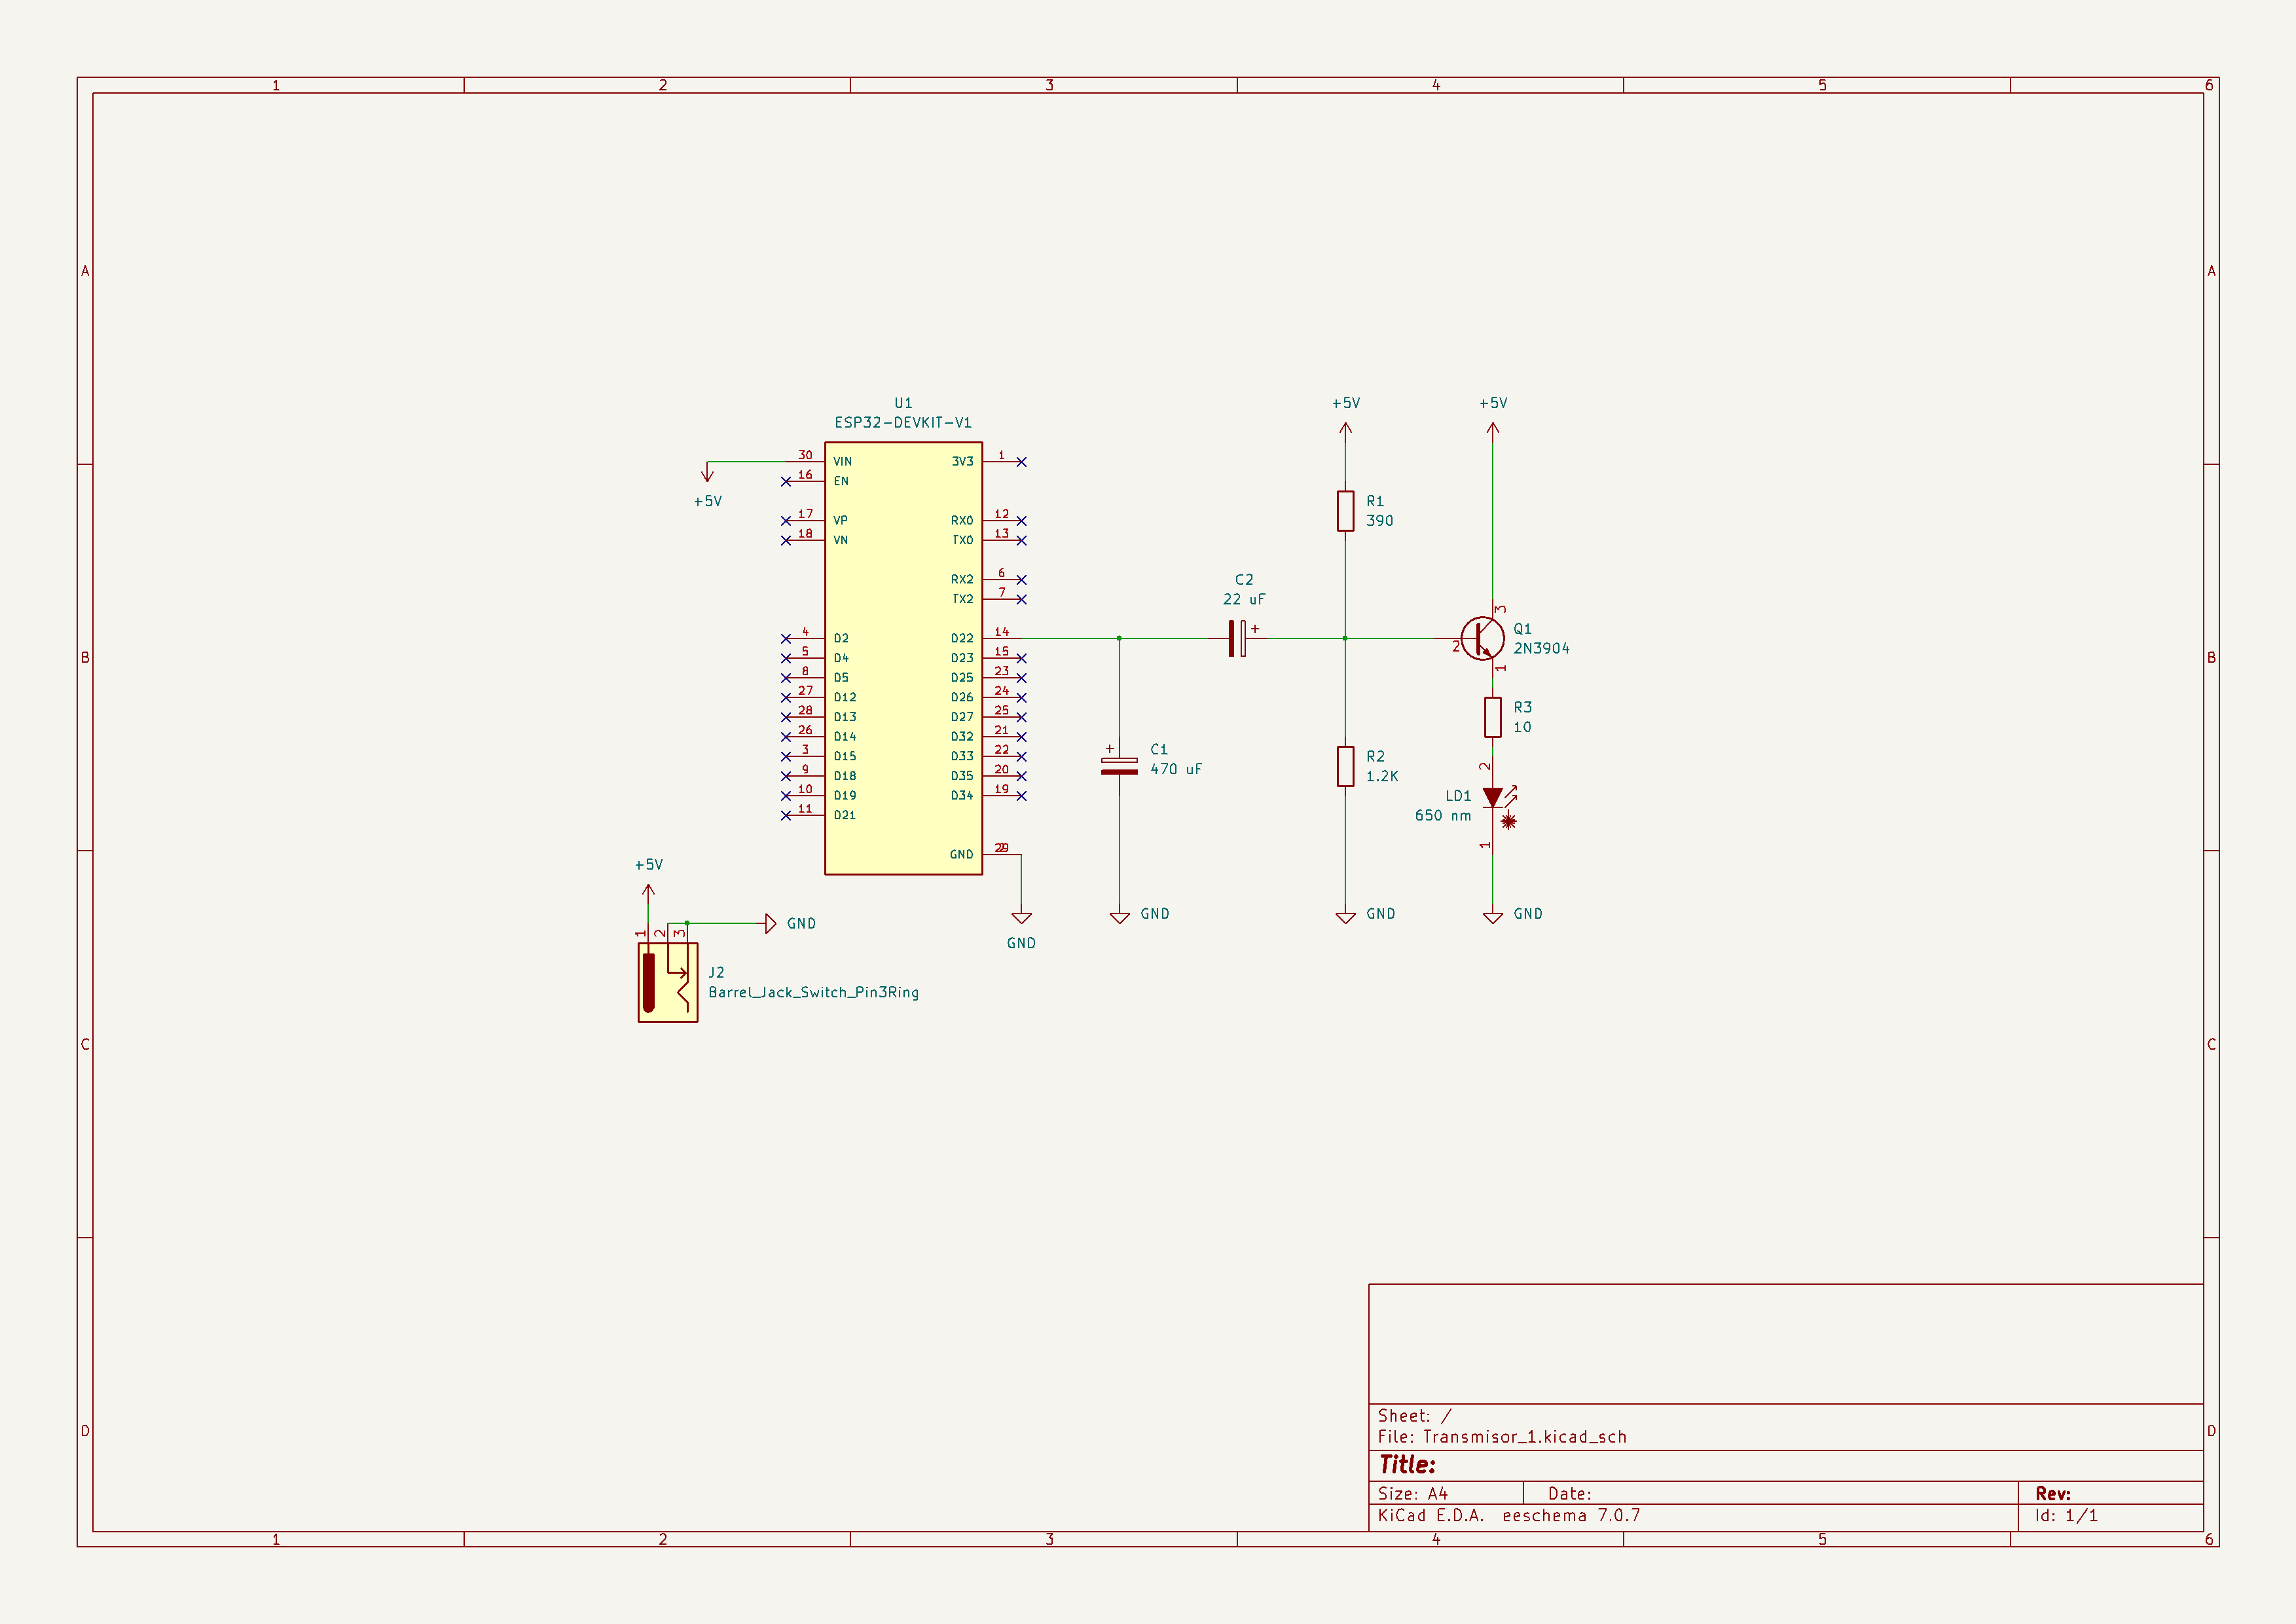 1 2 3 4 5 6
A A
B B
C C
D D
U1
ESP32-DEVKIT-V1
30 VIN
16 EN
17 VP
18 VN
4 D2
5 D4
8 D5
27 D12
28 D13
26 D14
3 D15
9 D18
10 D19
11 D21
3V3 1
RX0 12
TX0 13
RX2 6
TX2 7
D22 14
D23 15
D25 23
D26 24
D27 25
D32 21
D33 22
D35 20
D34 19
GND
+5V
GND
+5V
1 2 3
GND
J2
Barrel_Jack_Switch_Pin3Ring
C1
470 uF
+
GND
C2
22 uF
+
+5V
R1
390
R2
1.2K
GND
+5V
3
2
1
Q1
2N3904
R3
10
2
LD1
650 nm
1
GND
Sheet: /
File: Transmisor_1.kicad_sch
Title:
Size: A4 Date: Rev:
KiCad E.D.A. eeschema 7.0.7 Id: 1/1
1 2 3 4 5 6